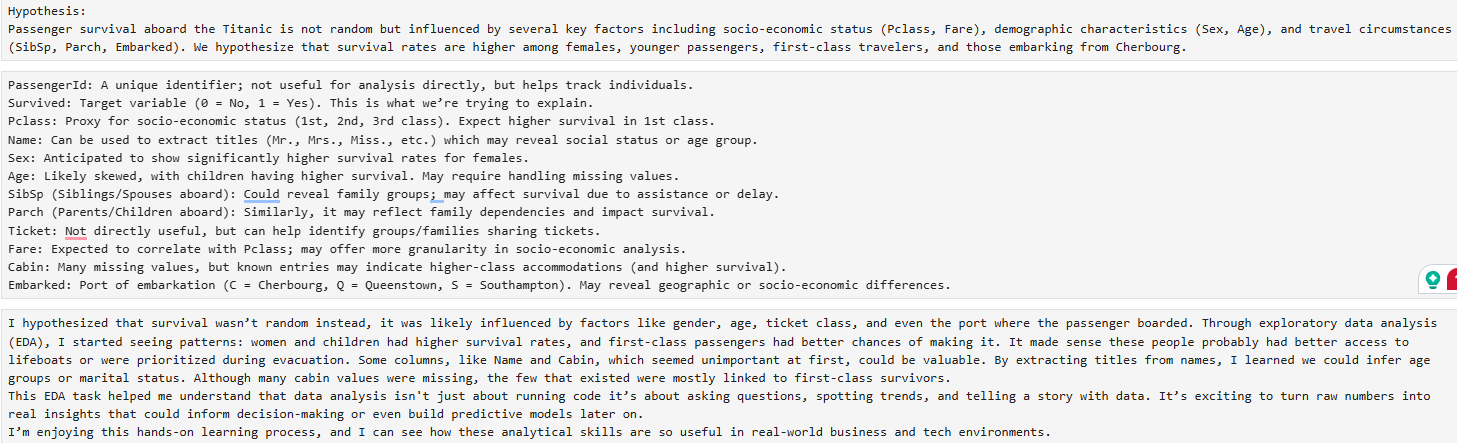 Hypothesis:
Passenger survival aboard the Titanic is not random but influenced by several key factors including socio-economic status (Pclass, Fare), demographic characteristics (Sex, Age), and travel circumstances
(SibSp, Parch, Embarked). We hypothesize that survival rates are higher among females, younger passengers, first-class travelers, and those embarking from Cherbourg.
PassengerId: A unique identifier; not useful for analysis directly, but helps track individuals.
Survived: Target variable (0 = No, 1 = Yes). This is what we’re trying to explain.
Pclass: Proxy for socio-economic status (1st, 2nd, 3rd class). Expect higher survival in 1st class.
Name: Can be used to extract titles (Mr., Mrs., Miss., etc.) which may reveal social status or age group.
Sex: Anticipated to show significantly higher survival rates for females.
Age: Likely skewed, with children having higher survival. May require handling missing values.
SibSp (Siblings/Spouses aboard): Could reveal family groups; may affect survival due to assistance or delay.
Parch (Parents/Children aboard): Similarly, it may reflect family dependencies and impact survival.
Ticket: Not directly useful, but can help identify groups/families sharing tickets.
Fare: Expected to correlate with Pclass; may offer more granularity in socio-economic analysis.
Cabin: Many missing values, but known entries may indicate higher-class accommodations (and higher survival).
Embarked: Port of embarkation (C = Cherbourg, Q = Queenstown, S = Southampton). May reveal geographic or socio-economic differences.
I hypothesized that survival wasn’t random instead, it was likely influenced by factors like gender, age, ticket class, and even the port where the passenger boarded. Through exploratory data analysis
(EDA), I started seeing patterns: women and children had higher survival rates, and first-class passengers had better chances of making it. It made sense these people probably had better access to
lifeboats or were prioritized during evacuation. Some columns, like Name and Cabin, which seemed unimportant at first, could be valuable. By extracting titles from names, I learned we could infer age
groups or marital status. Although many cabin values were missing, the few that existed were mostly linked to first-class survivors.
This EDA task helped me understand that data analysis isn't just about running code it’s about asking questions, spotting trends, and telling a story with data. It’s exciting to turn raw numbers into
real insights that could inform decision-making or even build predictive models later on.
I’m enjoying this hands-on learning process, and I can see how these analytical skills are so useful in real-world business and tech environments.